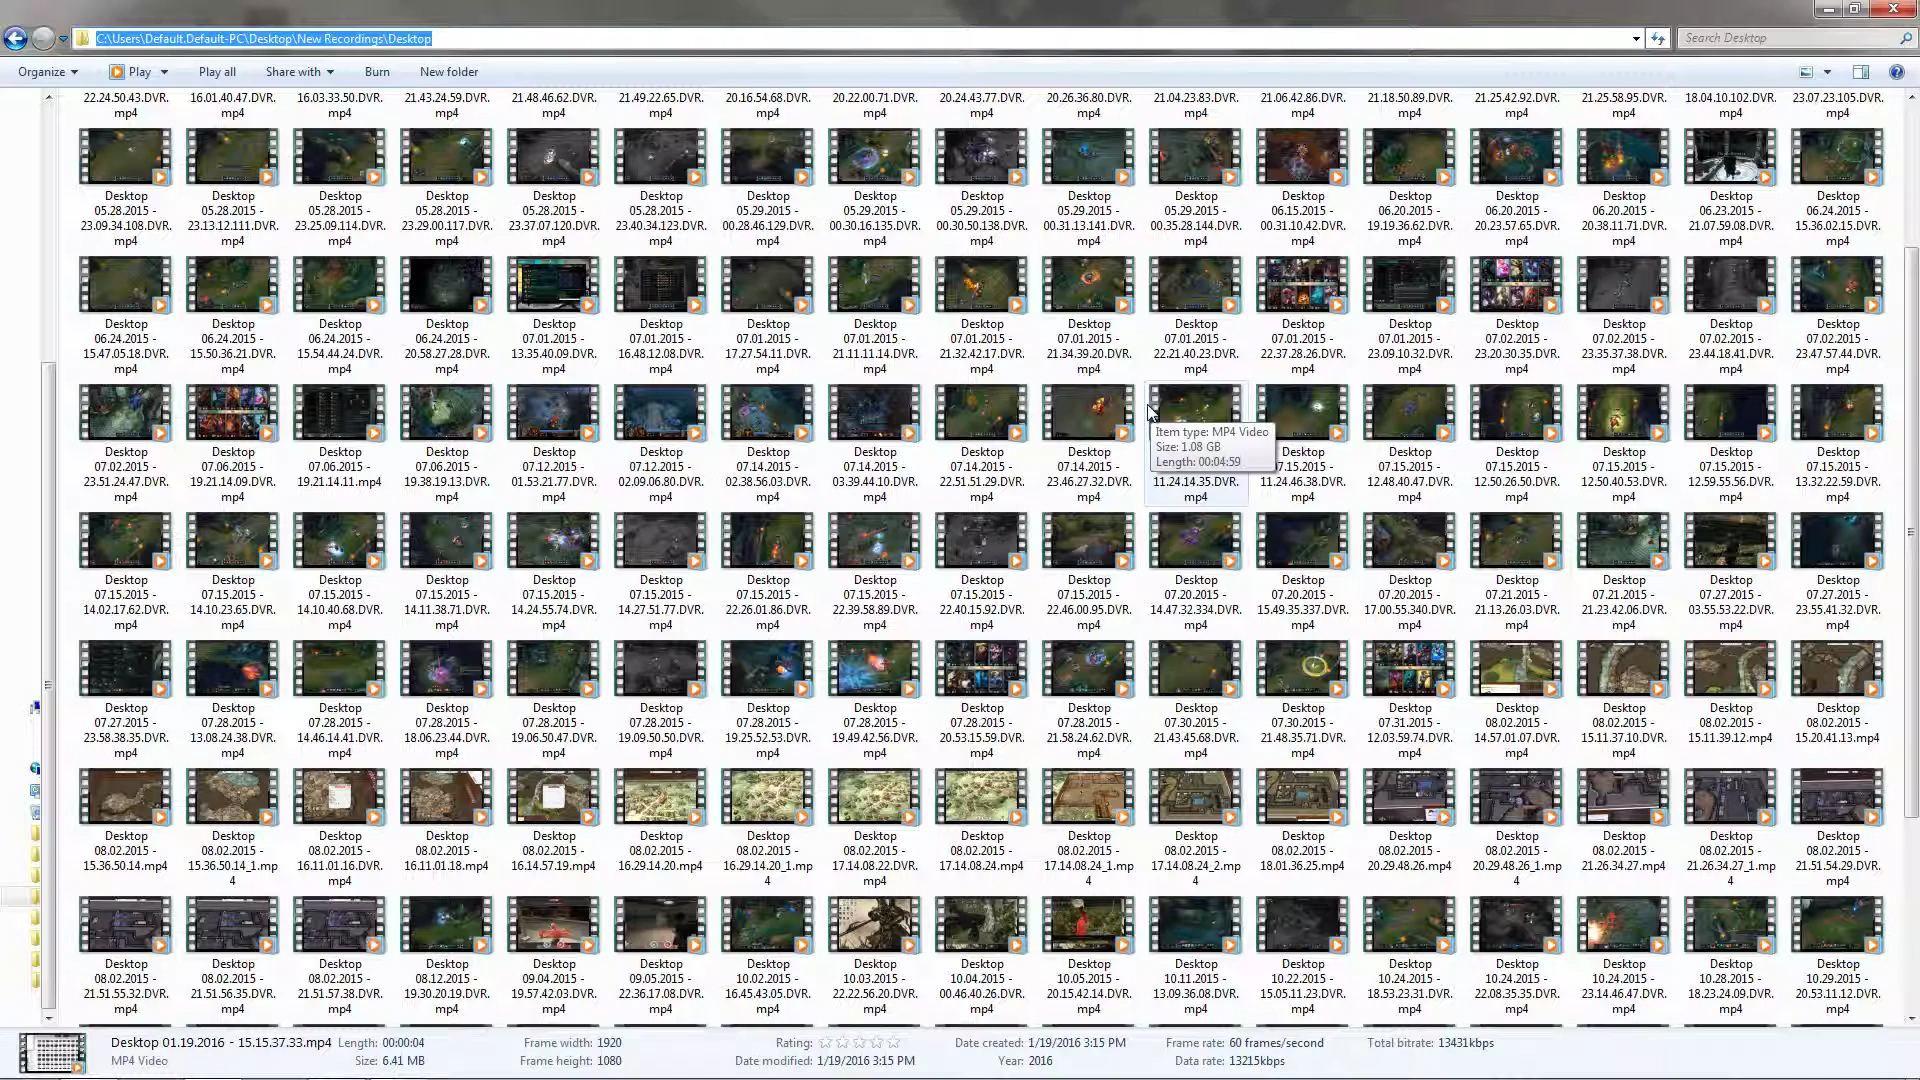 C:\Users\Default.Default-PC\Desktop\New Recordings\Desktop
Search Desktop
Organize Play Play all Share with Burn New folder
22.24.50.43.DVR. 16.01.40.47.DVR. 16.03.33.50.DVR. 21.43.24.59.DVR. 21.48.46.62.DVR. 21.49.22.65.DVR. 20.16.54.68.DVR. 20.22.00.71.DVR. 20.24.43.77.DVR. 20.26.36.80.DVR. 21.04.23.83.DVR. 21.06.42.86.DVR. 21.18.50.89.DVR. 21.25.42.92.DVR. 21.25.58.95.DVR. 18.04.10.102.DVR. 23.07.23.105.DVR.
mp4 mp4 mp4 mp4 mp4 mp4 mp4 mp4 mp4 mp4 mp4 mp4 mp4 mp4 mp4 mp4 mp4
Desktop Desktop Desktop Desktop Desktop Desktop Desktop Desktop Desktop Desktop Desktop Desktop Desktop Desktop Desktop Desktop Desktop
05.28.2015 - 05.28.2015 - 05.28.2015 - 05.28.2015 - 05.28.2015 - 05.28.2015 - 05.29.2015 - 05.29.2015 - 05.29.2015 - 05.29.2015 - 05.29.2015 - 06.15.2015 - 06.20.2015 - 06.20.2015 - 06.20.2015 - 06.23.2015 - 06.24.2015 -
23.09.34.108.DVR. 23.13.12.111.DVR. 23.25.09.114.DVR. 23.29.00.117.DVR. 23.37.07.120.DVR. 23.40.34.123.DVR. 00.28.46.129.DVR. 00.30.16.135.DVR. 00.30.50.138.DVR. 00.31.13.141.DVR. 00.35.28.144.DVR. 00.31.10.42.DVR. 19.19.36.62.DVR. 20.23.57.65.DVR. 20.38.11.71.DVR. 21.07.59.08.DVR. 15.36.02.15.DVR.
mp4 mp4 mp4 mp4 mp4 mp4 mp4 mp4 mp4 mp4 mp4 mp4 mp4 mp4 mp4 mp4 mp4
Desktop Desktop Desktop Desktop Desktop Desktop Desktop Desktop Desktop Desktop Desktop Desktop Desktop Desktop Desktop Desktop Desktop
06.24.2015 - 06.24.2015 - 06.24.2015 - 06.24.2015 - 07.01.2015 - 07.01.2015 - 07.01.2015 - 07.01.2015 - 07.01.2015 - 07.01.2015 - 07.01.2015 - 07.01.2015 - 07.01.2015 - 07.02.2015 - 07.02.2015 - 07.02.2015 - 07.02.2015 -
15.47.05.18.DVR. 15.50.36.21.DVR. 15.54.44.24.DVR. 20.58.27.28.DVR. 13.35.40.09.DVR. 16.48.12.08.DVR. 17.27.54.11.DVR. 21.11.11.14.DVR. 21.32.42.17.DVR. 21.34.39.20.DVR. 22.21.40.23.DVR. 22.37.28.26.DVR. 23.09.10.32.DVR. 23.20.30.35.DVR. 23.35.37.38.DVR. 23.44.18.41.DVR. 23.47.57.44.DVR.
mp4 mp4 mp4 mp4 mp4 mp4 mp4 mp4 mp4 mp4 mp4 mp4 mp4 mp4 mp4 mp4 mp4
Item type: MP4 Video
Size: 1.08 GB
Length: 00:04:59
Desktop Desktop Desktop Desktop Desktop Desktop Desktop Desktop Desktop Desktop Desktop Desktop Desktop Desktop Desktop
07.02.2015 - 07.06.2015 - 07.06.2015 - 07.06.2015 - 07.12.2015 - 07.12.2015 - 07.14.2015 - 07.14.2015 - 07.14.2015 - 07.14.2015 - 07.15.2015 - 07.15.2015 - 07.15.2015 - 07.15.2015 - 07.15.2015 -
23.51.24.47.DVR. 19.21.14.09.DVR. 19.21.14.11.mp4 19.38.19.13.DVR. 01.53.21.77.DVR. 02.09.06.80.DVR. 02.38.56.03.DVR. 03.39.44.10.DVR. 22.51.51.29.DVR. 23.46.27.32.DVR. 11.24.14.35.DVR. 11.24.46.38.DVR. 12.48.40.47.DVR. 12.50.26.50.DVR. 12.50.40.53.DVR. 12.59.55.56.DVR. 13.32.22.59.DVR.
mp4 mp4 mp4 mp4 mp4 mp4 mp4 mp4 mp4 mp4 mp4 mp4 mp4 mp4 mp4 mp4
Desktop Desktop Desktop Desktop Desktop Desktop Desktop Desktop Desktop Desktop Desktop Desktop Desktop Desktop Desktop Desktop Desktop
07.15.2015 - 07.15.2015 - 07.15.2015 - 07.15.2015 - 07.15.2015 - 07.15.2015 - 07.15.2015 - 07.15.2015 - 07.15.2015 - 07.15.2015 - 07.20.2015 - 07.20.2015 - 07.20.2015 - 07.21.2015 - 07.21.2015 - 07.27.2015 - 07.27.2015 -
14.02.17.62.DVR. 14.10.23.65.DVR. 14.10.40.68.DVR. 14.11.38.71.DVR. 14.24.55.74.DVR. 14.27.51.77.DVR. 22.26.01.86.DVR. 22.39.58.89.DVR. 22.40.15.92.DVR. 22.46.00.95.DVR. 14.47.32.334.DVR. 15.49.35.337.DVR. 17.00.55.340.DVR. 21.13.26.03.DVR. 21.23.42.06.DVR. 03.55.53.22.DVR. 23.55.41.32.DVR.
mp4 mp4 mp4 mp4 mp4 mp4 mp4 mp4 mp4 mp4 mp4 mp4 mp4 mp4 mp4 mp4 mp4
Desktop Desktop Desktop Desktop Desktop Desktop Desktop Desktop Desktop Desktop Desktop Desktop Desktop Desktop Desktop Desktop Desktop
07.27.2015 - 07.28.2015 - 07.28.2015 - 07.28.2015 - 07.28.2015 - 07.28.2015 - 07.28.2015 - 07.28.2015 - 07.28.2015 - 07.28.2015 - 07.30.2015 - 07.30.2015 - 07.31.2015 - 08.02.2015 - 08.02.2015 - 08.02.2015 - 08.02.2015 -
23.58.38.35.DVR. 13.08.24.38.DVR. 14.46.14.41.DVR. 18.06.23.44.DVR. 19.06.50.47.DVR. 19.09.50.50.DVR. 19.25.52.53.DVR. 19.49.42.56.DVR. 20.53.15.59.DVR. 21.58.24.62.DVR. 21.43.45.68.DVR. 21.48.35.71.DVR. 12.03.59.74.DVR. 14.57.01.07.DVR. 15.11.37.10.DVR. 15.11.39.12.mp4 15.20.41.13.mp4
mp4 mp4 mp4 mp4 mp4 mp4 mp4 mp4 mp4 mp4 mp4 mp4 mp4 mp4 mp4
Desktop Desktop Desktop Desktop Desktop Desktop Desktop Desktop Desktop Desktop Desktop Desktop Desktop Desktop Desktop Desktop Desktop
08.02.2015 - 08.02.2015 - 08.02.2015 - 08.02.2015 - 08.02.2015 - 08.02.2015 - 08.02.2015 - 08.02.2015 - 08.02.2015 - 08.02.2015 - 08.02.2015 - 08.02.2015 - 08.02.2015 - 08.02.2015 - 08.02.2015 - 08.02.2015 - 08.02.2015 -
15.36.50.14.mp4 15.36.50.14_1.mp 16.11.01.16.DVR. 16.11.01.18.mp4 16.14.57.19.mp4 16.29.14.20.mp4 16.29.14.20_1.mp 17.14.08.22.DVR. 17.14.08.24.mp4 17.14.08.24_1.mp 17.14.08.24_2.mp 18.01.36.25.mp4 20.29.48.26.mp4 20.29.48.26_1.mp 21.26.34.27.mp4 21.26.34.27_1.mp 21.51.54.29.DVR.
4 mp4 4 mp4 4 4 4 4 mp4
Desktop Desktop Desktop Desktop Desktop Desktop Desktop Desktop Desktop Desktop Desktop Desktop Desktop Desktop Desktop Desktop Desktop
08.02.2015 - 08.02.2015 - 08.02.2015 - 08.12.2015 - 09.04.2015 - 09.05.2015 - 10.02.2015 - 10.03.2015 - 10.04.2015 - 10.05.2015 - 10.11.2015 - 10.22.2015 - 10.24.2015 - 10.24.2015 - 10.24.2015 - 10.28.2015 - 10.29.2015 -
21.51.55.32.DVR. 21.51.56.35.DVR. 21.51.57.38.DVR. 19.30.20.19.DVR. 19.57.42.03.DVR. 22.36.17.08.DVR. 16.45.43.05.DVR. 22.22.56.20.DVR. 00.46.40.26.DVR. 20.15.42.14.DVR. 13.09.36.08.DVR. 15.05.11.23.DVR. 18.53.23.31.DVR. 22.08.35.35.DVR. 23.14.46.47.DVR. 18.23.24.09.DVR. 20.53.11.12.DVR.
mp4 mp4 mp4 mp4 mp4 mp4 mp4 mp4 mp4 mp4 mp4 mp4 mp4 mp4 mp4 mp4 mp4
Desktop 01.19.2016 - 15.15.37.33.mp4 Length: 00:00:04 Frame width: 1920 Rating: Date created: 1/19/2016 3:15 PM Frame rate: 60 frames/second Total bitrate: 13431kbps
MP4 Video Size: 6.41 MB Frame height: 1080 Date modified: 1/19/2016 3:15 PM Year: 2016 Data rate: 13215kbps